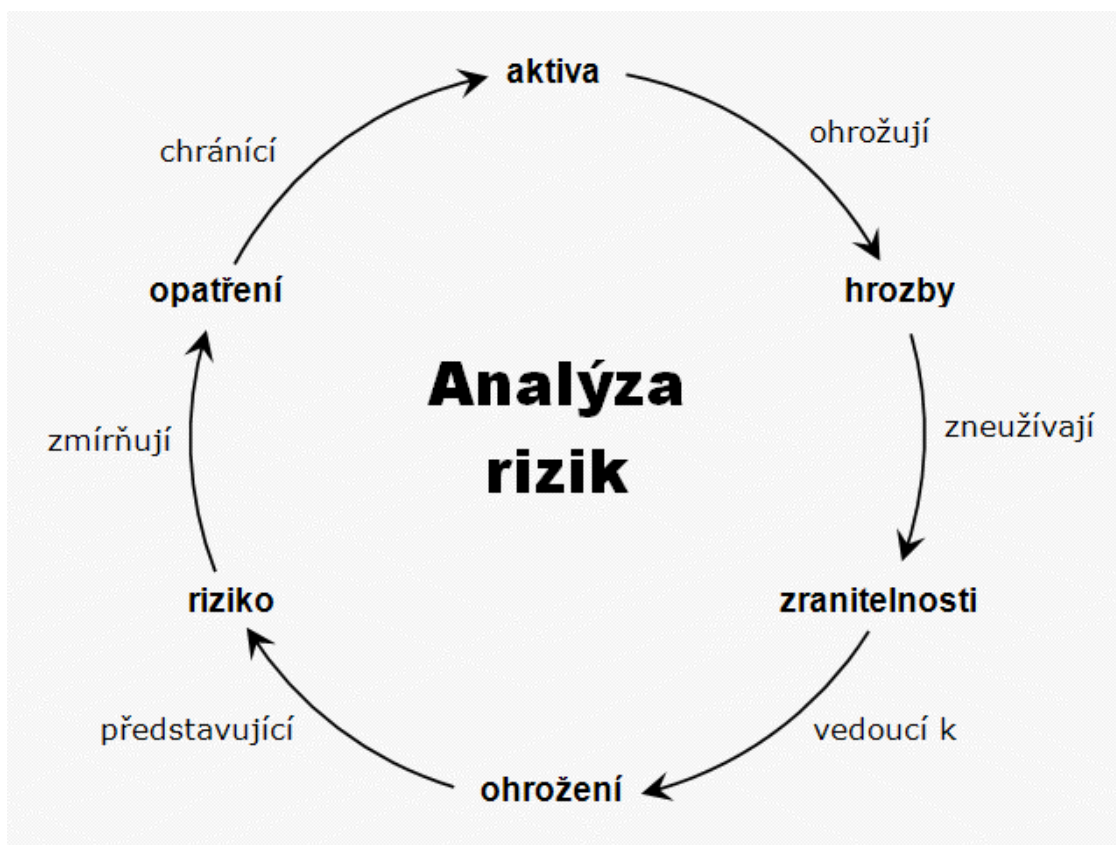 aktiva
ohrožují
chránící
opatření
hrozby
Analýza
rizik
zmírňují
zneužívají
riziko
zranitelnosti
představující
vedoucí k
ohrožení